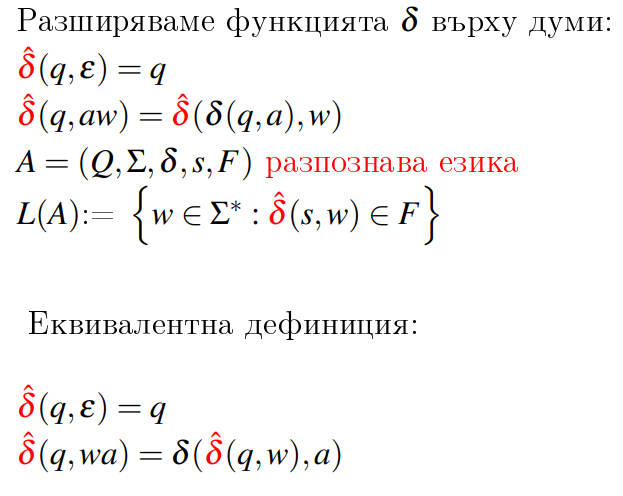 Разширяваме функцията δ върху думи:
δ̂(q,ε) = q
δ̂(q,aw) = δ̂(δ(q,a),w)
A = (Q,Σ,δ,s,F) разпознава езика
L(A):= {w ∈ Σ* : δ̂(s,w) ∈ F}
Еквивалентна дефиниция:
δ̂(q,ε) = q
δ̂(q,wa) = δ(δ̂(q,w),a)